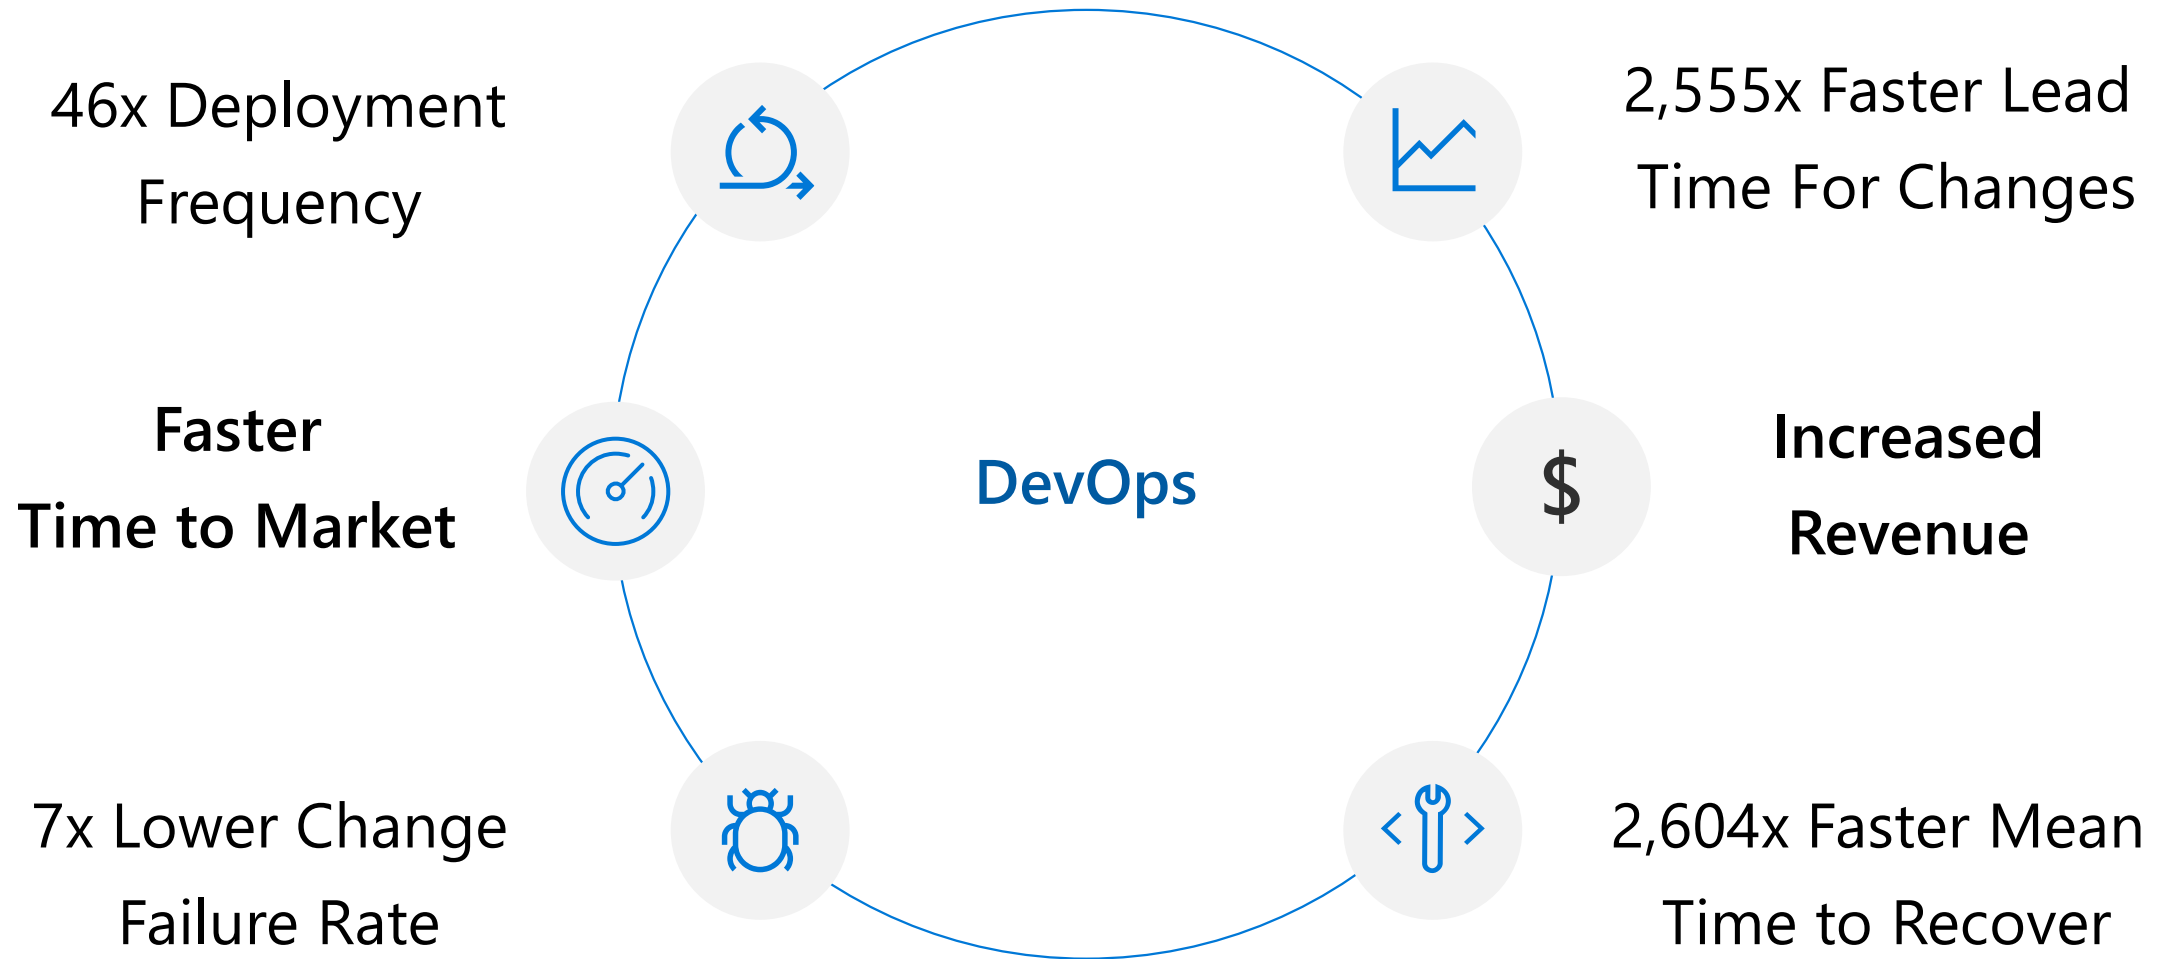 46x Deployment
Frequency
2,555x Faster Lead
Time For Changes
Faster
Time to Market
DevOps
$
Increased
Revenue
7x Lower Change
Failure Rate
2,604x Faster Mean
Time to Recover